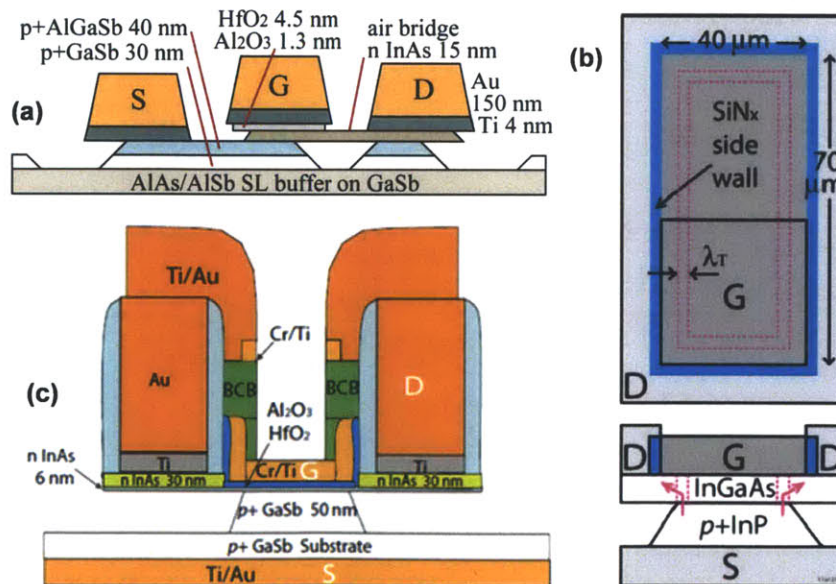 p+AlGaSb 40 nm
p+GaSb 30 nm
HfO2 4.5 nm
Al2O3 1.3 nm
air bridge
n InAs 15 nm
(a)
S
G
D
Au
150 nm
Ti 4 nm
AlAs/AlSb SL buffer on GaSb
(b)
40 μm
SiNx
side
wall
70
μm
λT
G
D
D
G
D
InGaAs
p+InP
S
(c)
Ti/Au
Cr/Ti
Au
BCB
BCB
D
Al2O3
HfO2
n InAs
6 nm
Ti
Cr/Ti G
Ti
n InAs 30 nm
n InAs 30 nm
p+ GaSb 50 nm
p+ GaSb Substrate
Ti/Au S